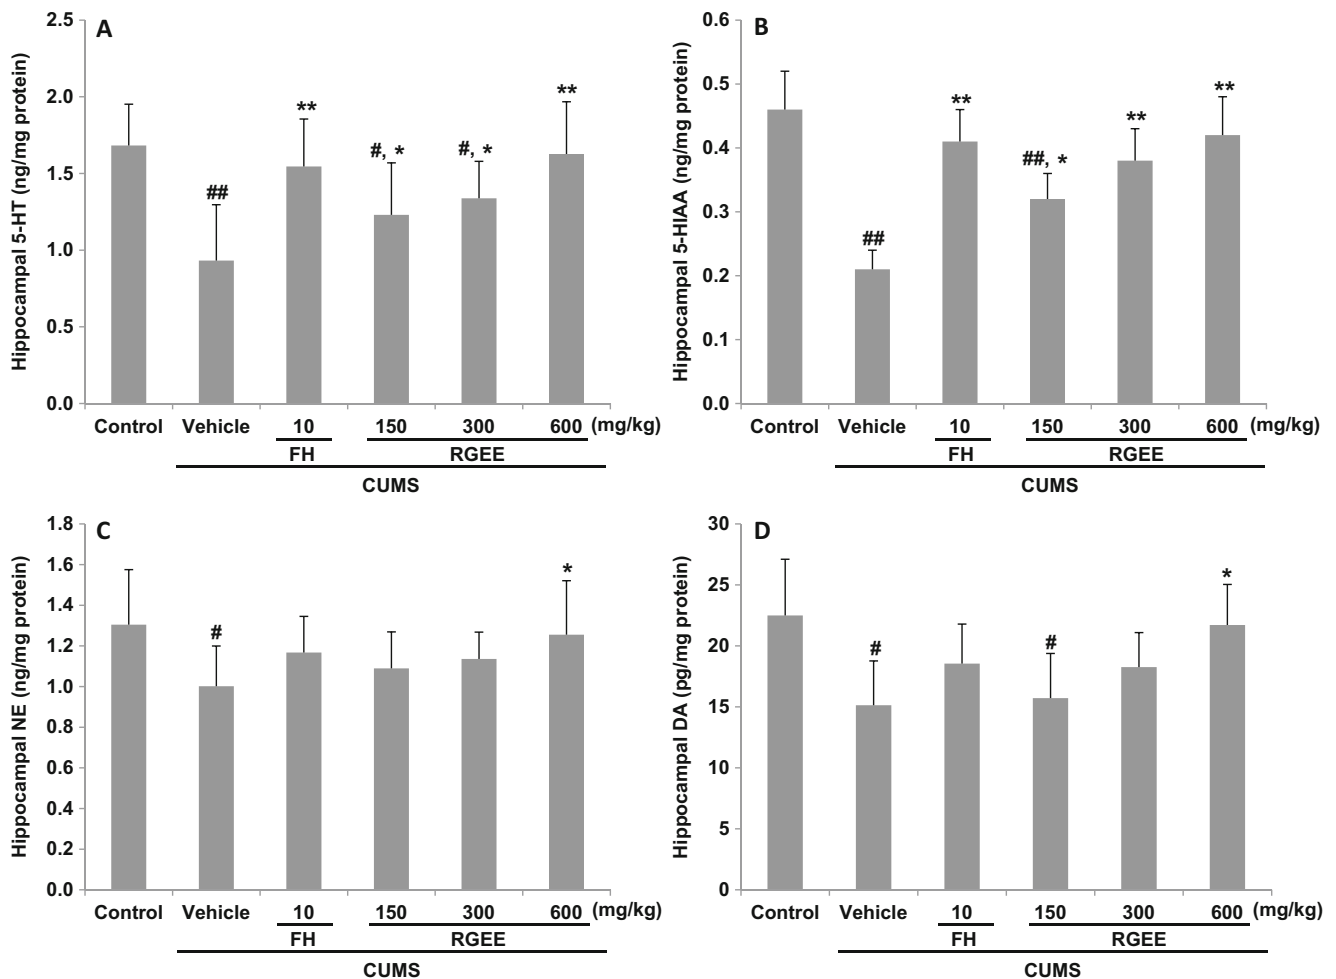 A
Hippocampal 5-HT (ng/mg protein)
2.5
2.0
1.5
1.0
0.5
0.0
##
**
#, *
#, *
**
Control Vehicle 10 150 300 600 (mg/kg)
FH RGEE
CUMS
B
Hippocampal 5-HIAA (ng/mg protein)
0.6
0.5
0.4
0.3
0.2
0.1
0.0
##
**
##, *
**
**
Control Vehicle 10 150 300 600 (mg/kg)
FH RGEE
CUMS
C
Hippocampal NE (ng/mg protein)
1.8
1.6
1.4
1.2
1.0
0.8
0.6
0.4
0.2
0.0
#
*
Control Vehicle 10 150 300 600 (mg/kg)
FH RGEE
CUMS
D
Hippocampal DA (pg/mg protein)
30
25
20
15
10
5
0
#
#
*
Control Vehicle 10 150 300 600 (mg/kg)
FH RGEE
CUMS